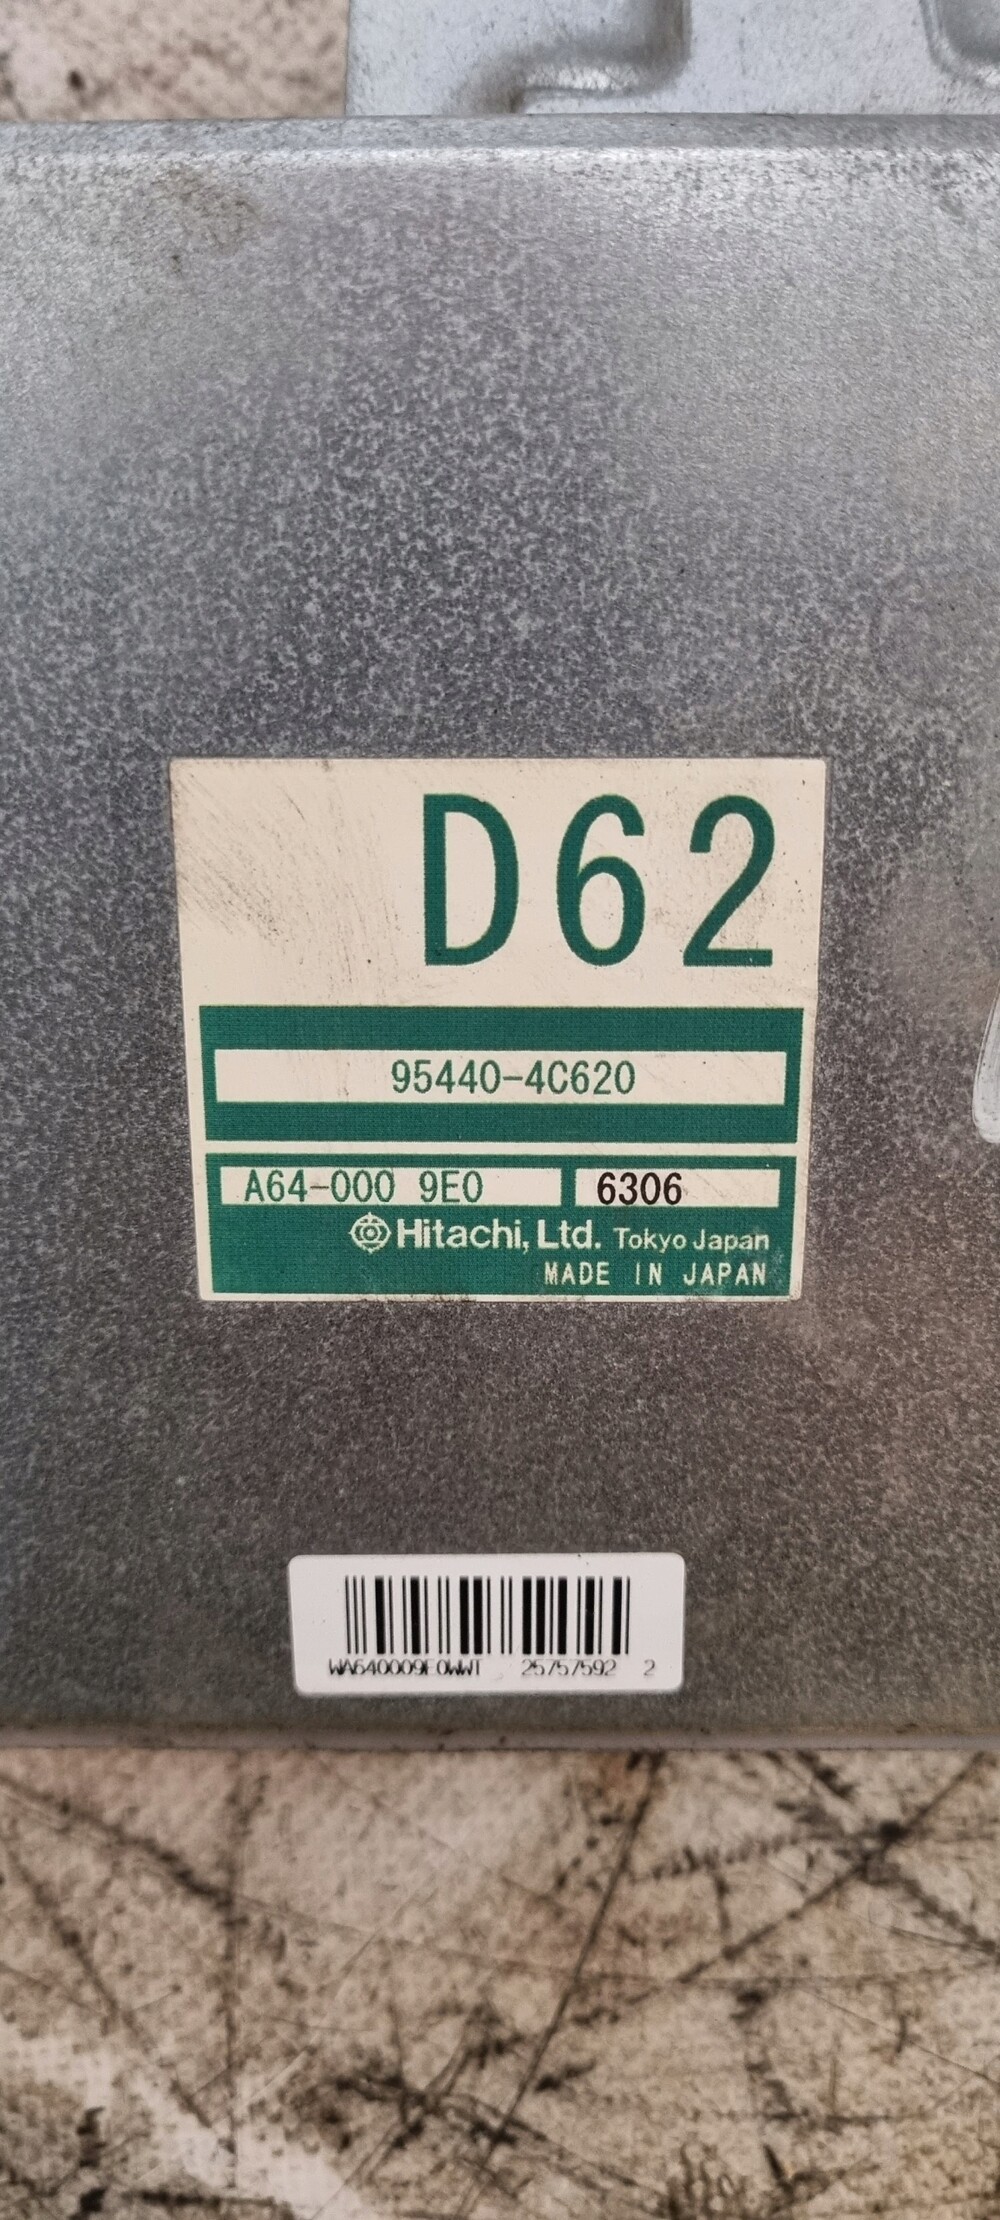 D62
95440-4C620
A64-000 9E0 6306
Hitachi, Ltd. Tokyo Japan
MADE IN JAPAN
WA640009E0WWT 25757592 2